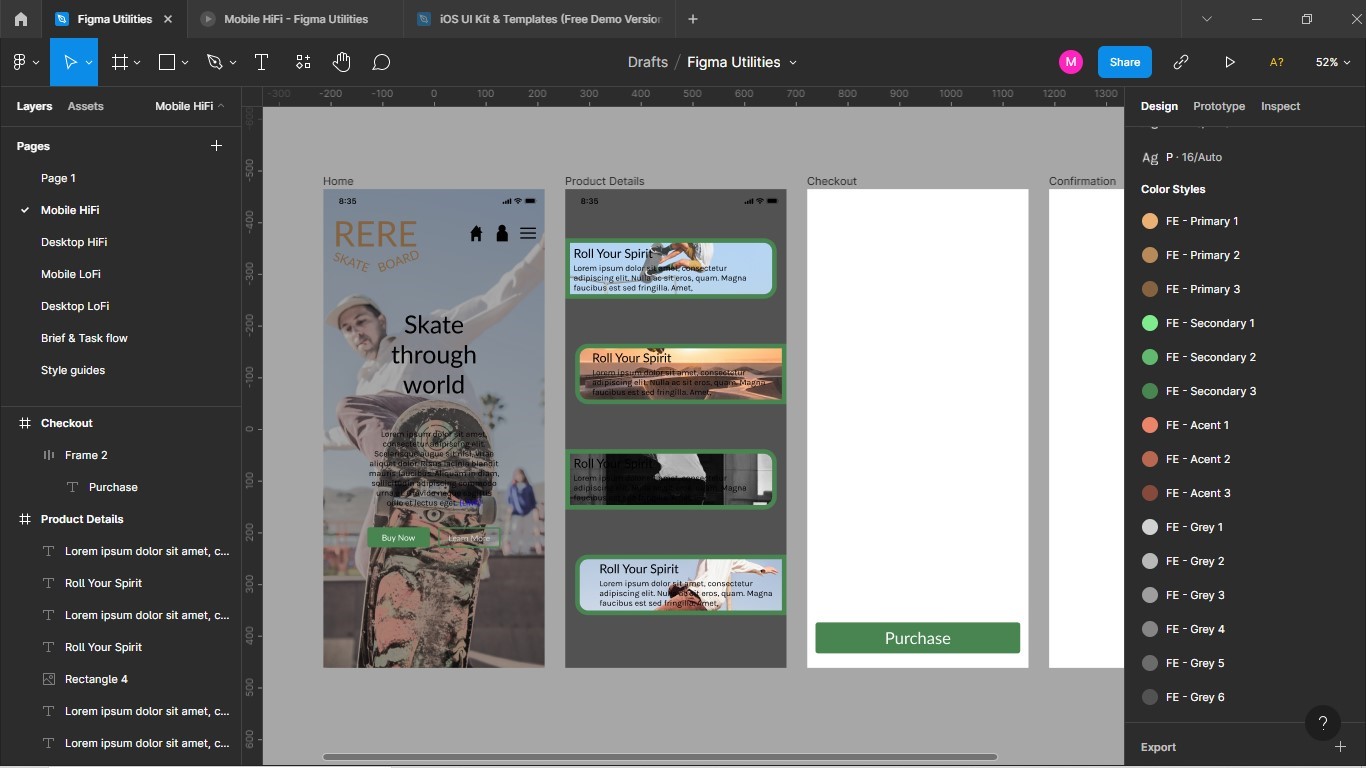 Figma Utilities
Mobile HiFi - Figma Utilities
iOS UI Kit & Templates (Free Demo Version
Drafts / Figma Utilities
M
Share
A?
52%
Layers
Assets
Mobile HiFi
Pages
Page 1
Mobile HiFi
Desktop HiFi
Mobile LoFi
Desktop LoFi
Brief & Task flow
Style guides
Checkout
Frame 2
Purchase
Product Details
Lorem ipsum dolor sit amet, c...
Roll Your Spirit
Lorem ipsum dolor sit amet, c...
Roll Your Spirit
Rectangle 4
Lorem ipsum dolor sit amet, c...
Lorem ipsum dolor sit amet, c...
-300 -200 -100 0 100 200 300 400 500 600 700 800 900 1000 1100 1200 1300
-500
-400
-300
-200
-100
0
100
200
300
400
500
600
Home
8:35
RERE
SKATE BOARD
Skate
through
world
Lorem ipsum dolor sit amet,
consectetur adipiscing elit.
Buy Now
Learn More
Product Details
8:35
Roll Your Spirit
Lorem ipsum dolor sit amet, consectetur
adipiscing elit. Nulla ac sit eros, quam. Magna
faucibus est sed fringilla. Amet,
Roll Your Spirit
Lorem ipsum dolor sit amet, consectetur
adipiscing elit. Nulla ac sit eros, quam. Magna
faucibus est sed fringilla. Amet,
Roll Your Spirit
Lorem ipsum dolor sit amet, consectetur
adipiscing elit. Nulla ac sit eros, quam. Magna
faucibus est sed fringilla. Amet,
Roll Your Spirit
Lorem ipsum dolor sit amet, consectetur
adipiscing elit. Nulla ac sit eros, quam. Magna
faucibus est sed fringilla. Amet,
Checkout
Purchase
Confirmation
Design
Prototype
Inspect
Ag P · 16/Auto
Color Styles
FE - Primary 1
FE - Primary 2
FE - Primary 3
FE - Secondary 1
FE - Secondary 2
FE - Secondary 3
FE - Acent 1
FE - Acent 2
FE - Acent 3
FE - Grey 1
FE - Grey 2
FE - Grey 3
FE - Grey 4
FE - Grey 5
FE - Grey 6
?
Export